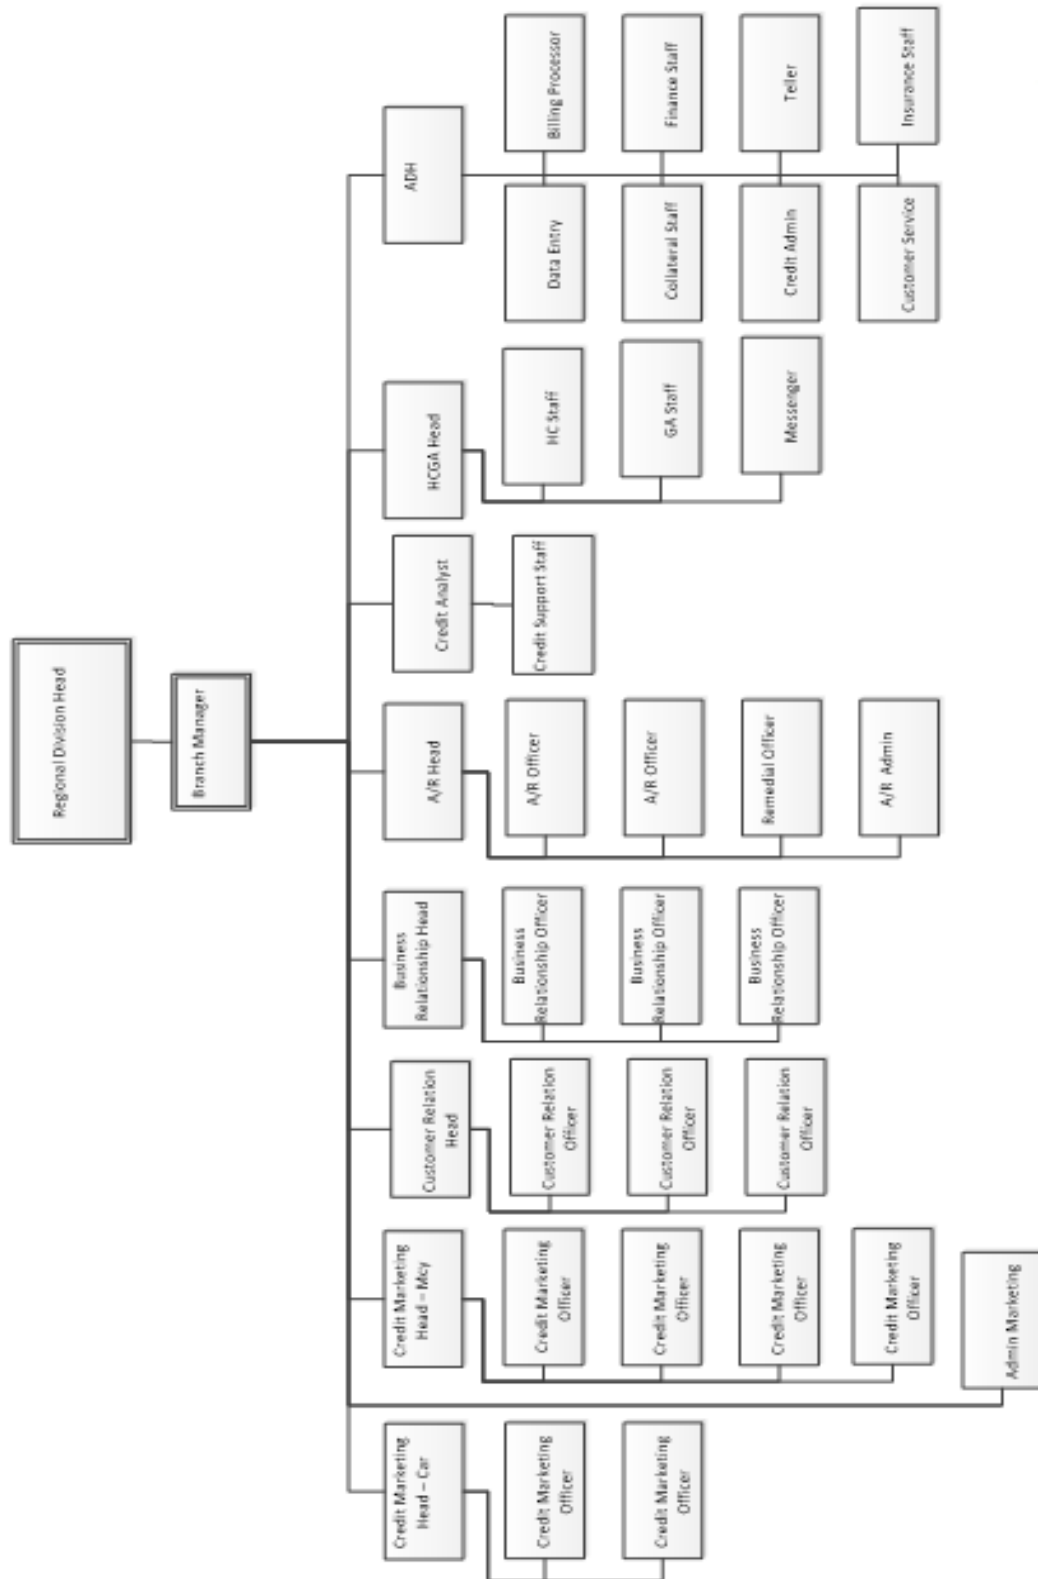 Regional Division Head
Branch Manager
Credit Marketing
Head – Car
Credit Marketing
Head – Mcy
Customer Relation
Head
Business
Relationship Head
A/R Head
Credit Analyst
HCGA Head
ADH
Credit Marketing
Officer
Credit Marketing
Officer
Customer Relation
Officer
Business
Relationship Officer
A/R Officer
Credit Support Staff
HC Staff
Data Entry
Billing Processor
Credit Marketing
Officer
Credit Marketing
Officer
Customer Relation
Officer
Business
Relationship Officer
A/R Officer
GA Staff
Collateral Staff
Finance Staff
Credit Marketing
Officer
Customer Relation
Officer
Business
Relationship Officer
Remedial Officer
Messenger
Credit Admin
Teller
Credit Marketing
Officer
A/R Admin
Customer Service
Insurance Staff
Admin Marketing